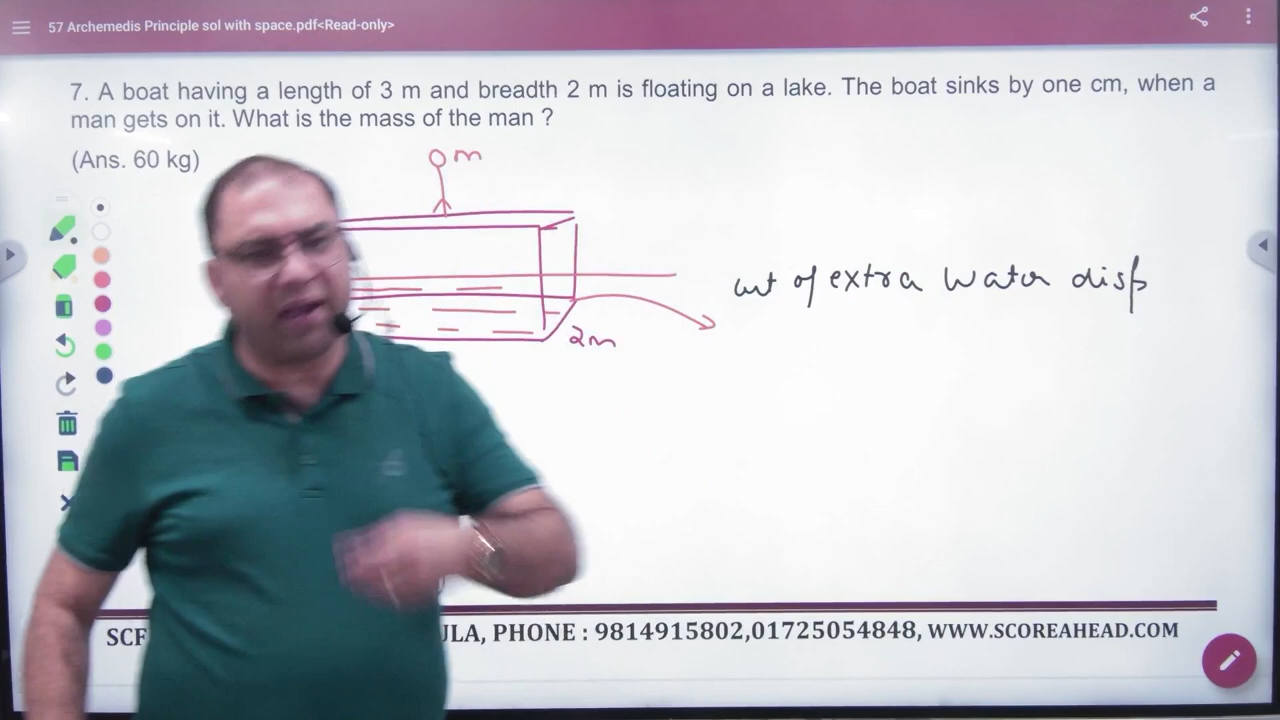 57 Archemedis Principle sol with space.pdf<Read-only>
7. A boat having a length of 3 m and breadth 2 m is floating on a lake. The boat sinks by one cm, when a
man gets on it. What is the mass of the man ?
(Ans. 60 kg)
m
wt of extra water disp
2m
SCF
ULA, PHONE : 9814915802,01725054848, WWW.SCOREAHEAD.COM